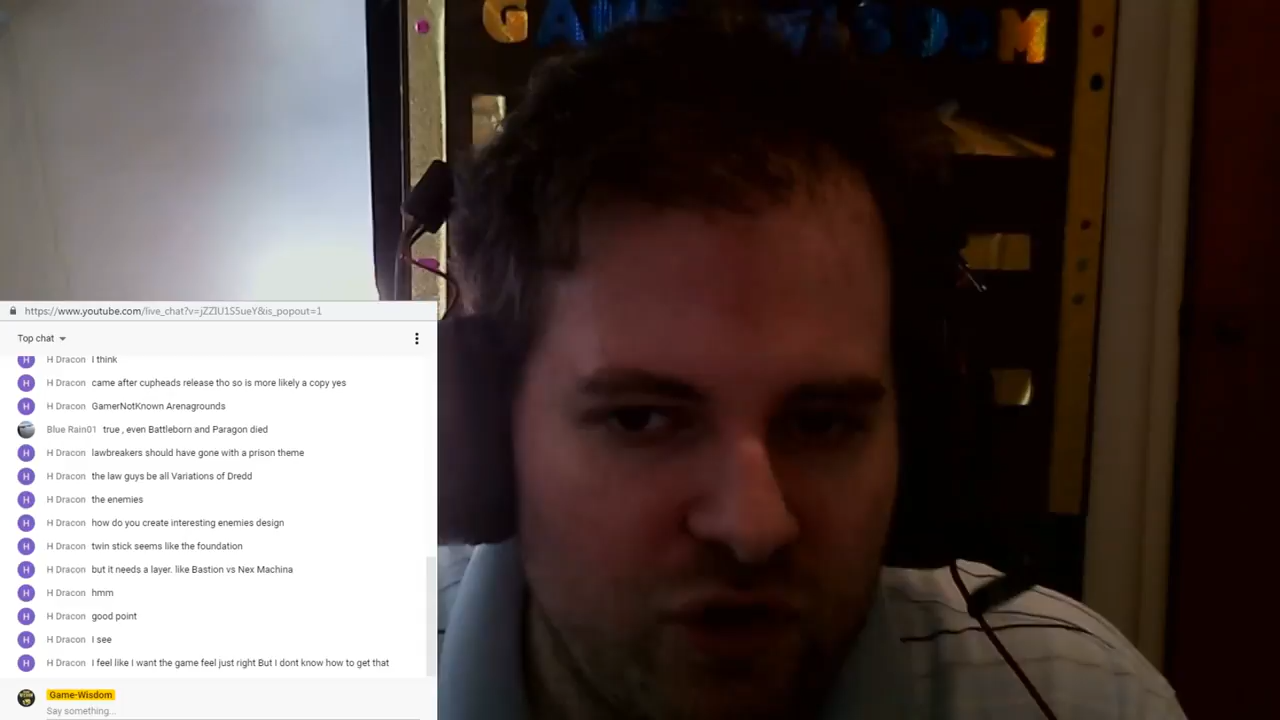 GAME WISDOM
https://www.youtube.com/live_chat?v=jZZIU1S5ueY&is_popout=1
Top chat
H H Dracon I think
H H Dracon came after cupheads release tho so is more likely a copy yes
H H Dracon GamerNotKnown Arenagrounds
Blue Rain01 true , even Battleborn and Paragon died
H H Dracon lawbreakers should have gone with a prison theme
H H Dracon the law guys be all Variations of Dredd
H H Dracon the enemies
H H Dracon how do you create interesting enemies design
H H Dracon twin stick seems like the foundation
H H Dracon but it needs a layer. like Bastion vs Nex Machina
H H Dracon hmm
H H Dracon good point
H H Dracon I see
H H Dracon I feel like I want the game feel just right But I dont know how to get that
Game-Wisdom
Say something...